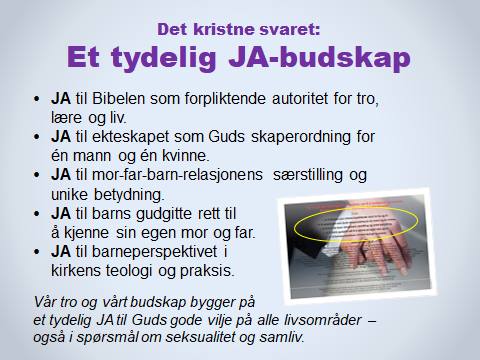 Det kristne svaret:
Et tydelig JA-budskap
• JA til Bibelen som forpliktende autoritet for tro,
lære og liv.
• JA til ekteskapet som Guds skaperordning for
én mann og én kvinne.
• JA til mor-far-barn-relasjonens særstilling og
unike betydning.
• JA til barns gudgitte rett til
å kjenne sin egen mor og far.
• JA til barneperspektivet i
kirkens teologi og praksis.
Vår tro og vårt budskap bygger på
et tydelig JA til Guds gode vilje på alle livsområder –
også i spørsmål om seksualitet og samliv.